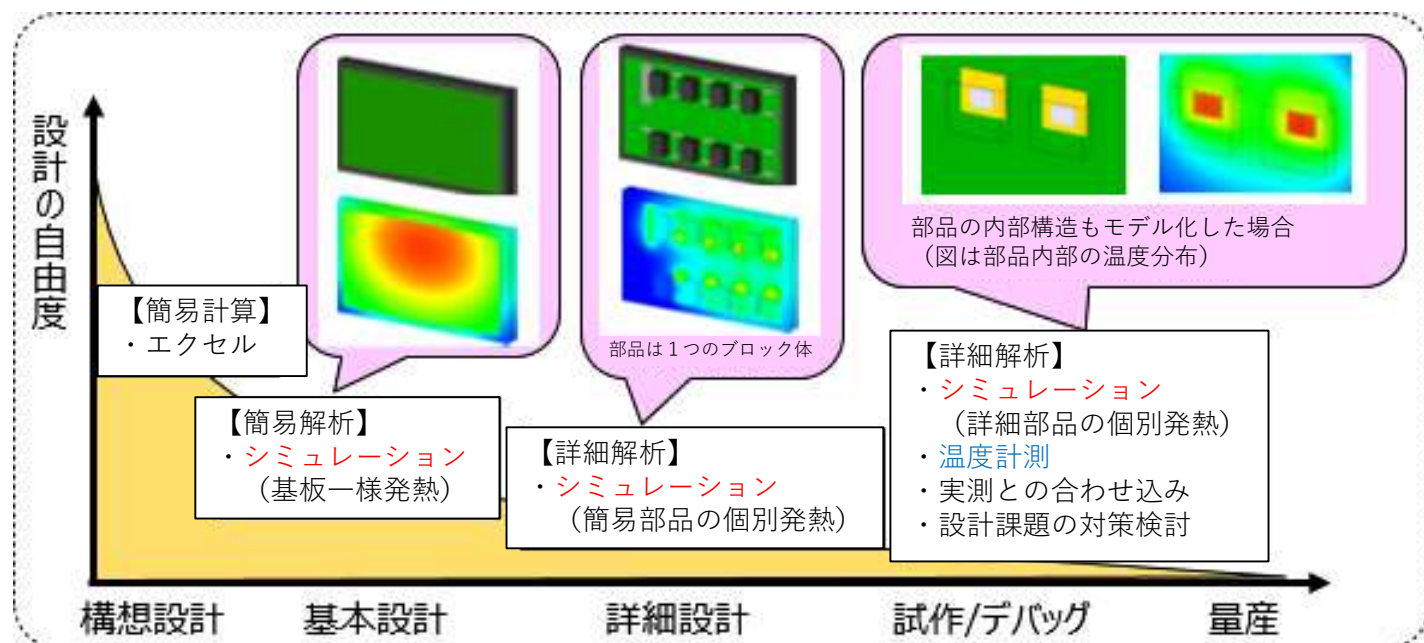 設計の自由度
部品は１つのブロック体
部品の内部構造もモデル化した場合
（図は部品内部の温度分布）
【簡易計算】
・エクセル
【簡易解析】
・シミュレーション
（基板一様発熱）
【詳細解析】
・シミュレーション
（簡易部品の個別発熱）
【詳細解析】
・シミュレーション
（詳細部品の個別発熱）
・温度計測
・実測との合わせ込み
・設計課題の対策検討
構想設計
基本設計
詳細設計
試作/デバッグ
量産